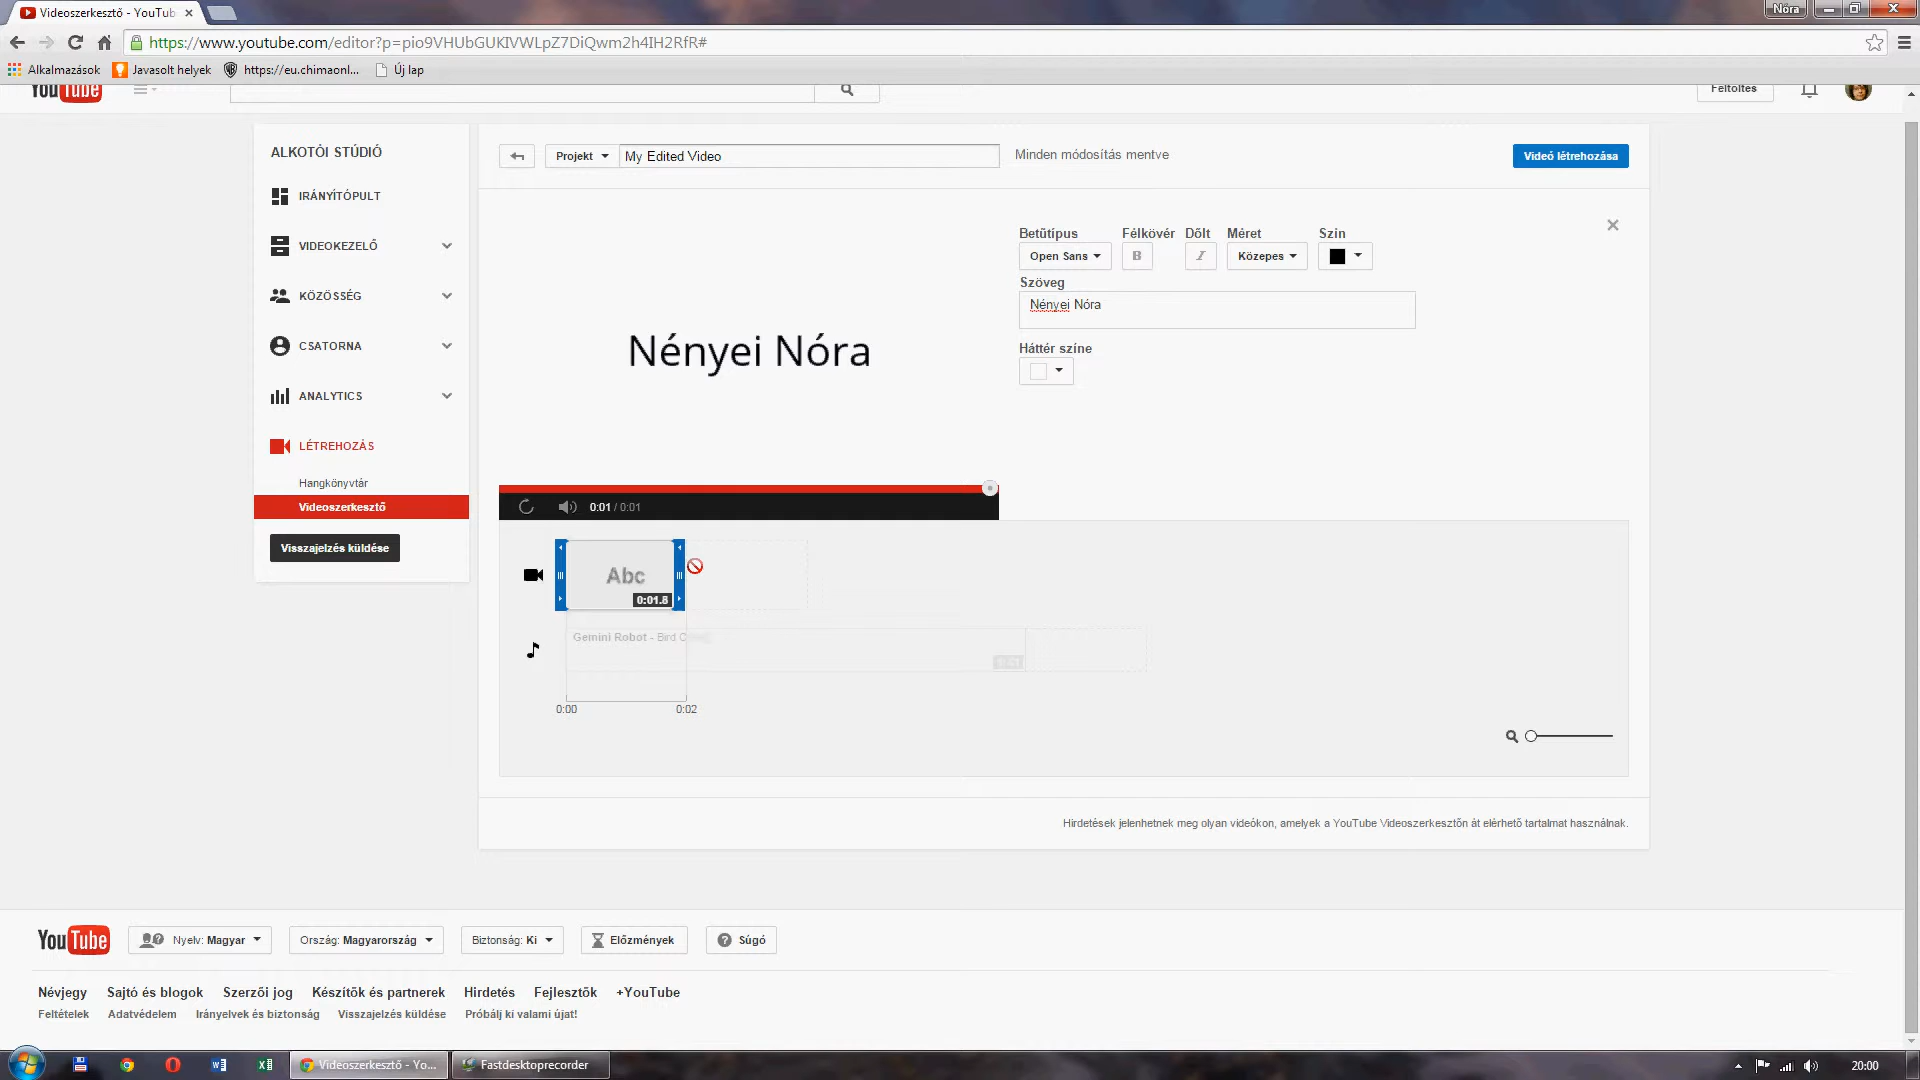 Videoszerkesztő - YouTub
Nóra
https://www.youtube.com/editor?p=pio9VHUbGUKIVWLpZ7DiQwm2h4IH2RfR#
Alkalmazások
Javasolt helyek
https://eu.chimaonl...
Új lap
YouTube
Feltöltés
ALKOTÓI STÚDIÓ
IRÁNYÍTÓPULT
VIDEOKEZELŐ
KÖZÖSSÉG
CSATORNA
ANALYTICS
LÉTREHOZÁS
Hangkönyvtár
Videoszerkesztő
Visszajelzés küldése
Projekt
My Edited Video
Minden módosítás mentve
Videó létrehozása
Betűtípus
Félkövér
Dőlt
Méret
Szín
Open Sans
B
I
Közepes
Szöveg
Nényei Nóra
Háttér színe
Nényei Nóra
0:01 / 0:01
Abc
0:01.8
Gemini Robot - Bird
0:00
0:02
Hirdetések jelenhetnek meg olyan videókon, amelyek a YouTube Videoszerkesztőn át elérhető tartalmat használnak.
YouTube
Nyelv: Magyar
Ország: Magyarország
Biztonság: Ki
Előzmények
Súgó
Névjegy
Sajtó és blogok
Szerzői jog
Készítők és partnerek
Hirdetés
Fejlesztők
+YouTube
Feltételek
Adatvédelem
Irányelvek és biztonság
Visszajelzés küldése
Próbálj ki valami újat!
Videoszerkesztő - Yo...
Fastdesktoprecorder
20:00